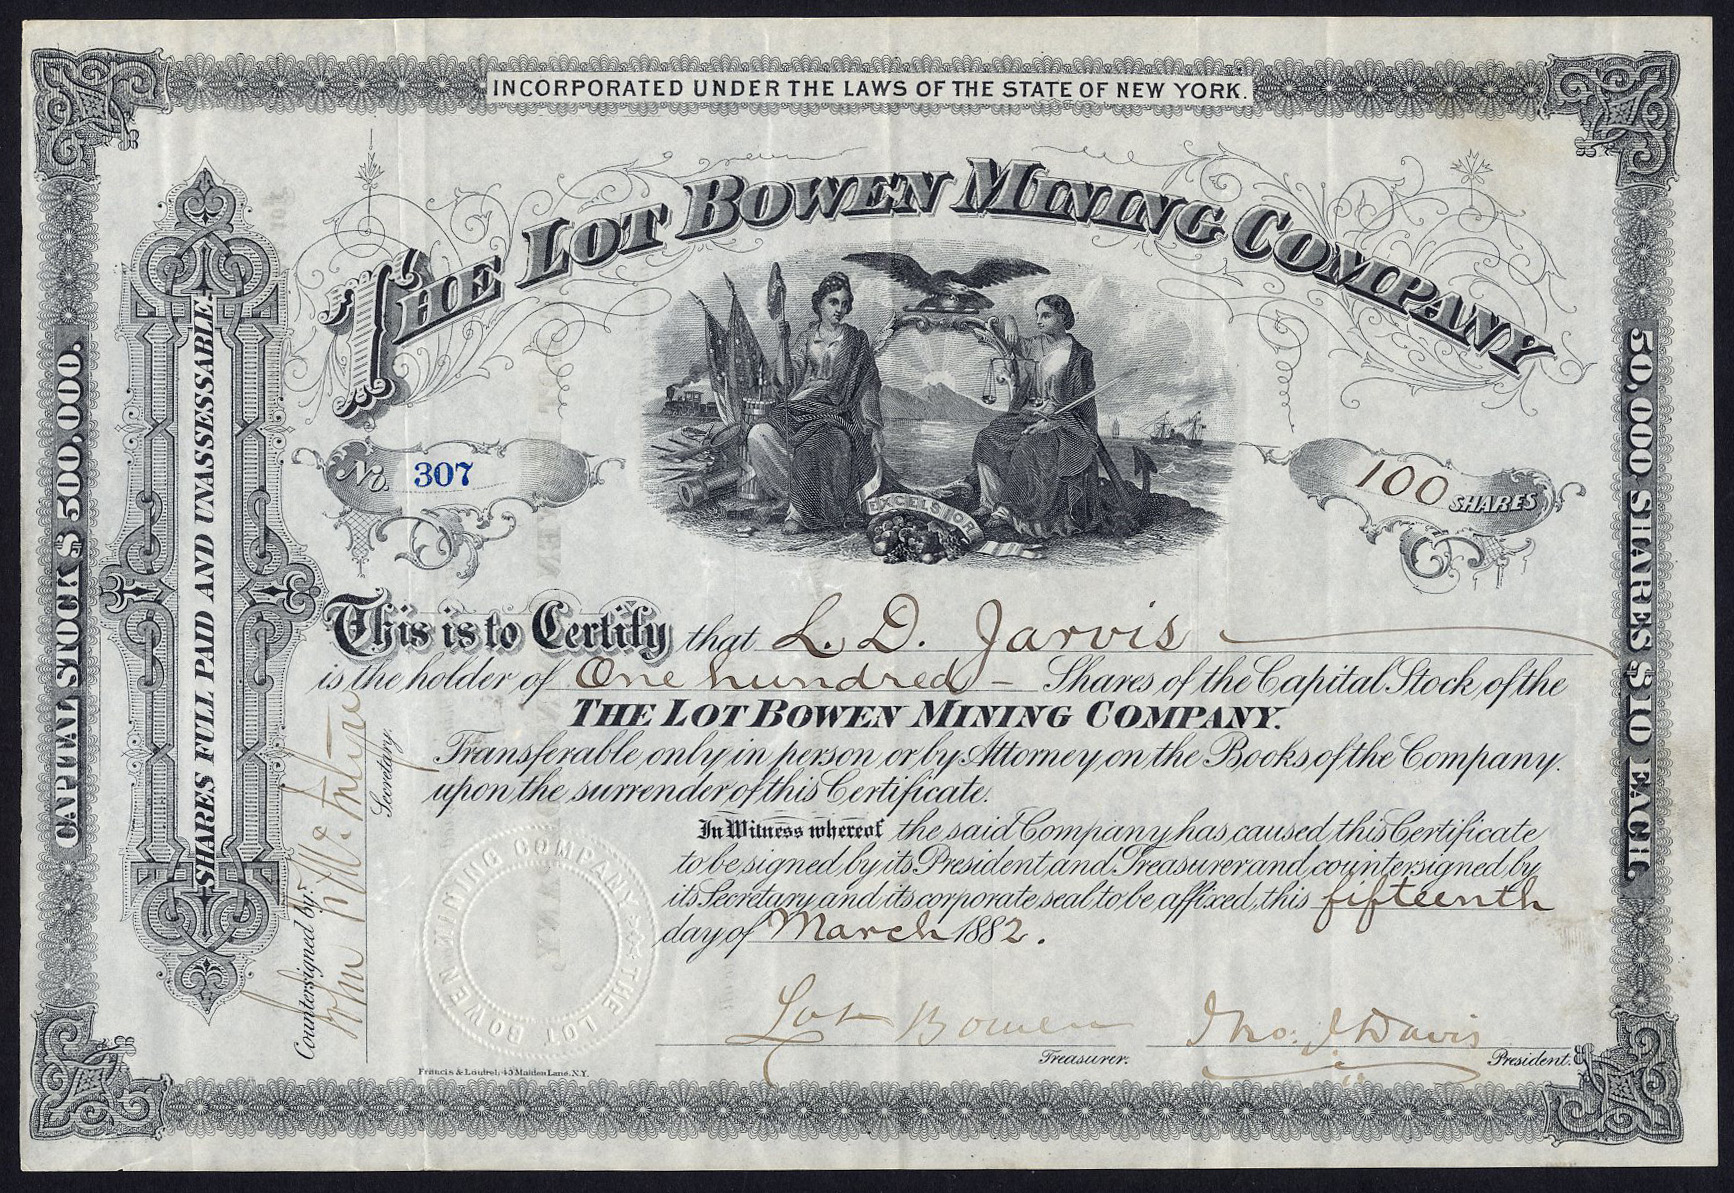 INCORPORATED UNDER THE LAWS OF THE STATE OF NEW YORK.
THE LOT BOWEN MINING COMPANY
CAPITAL STOCK $500,000.
SHARES FULL PAID AND UNASSESSABLE
50,000 SHARES $10 EACH.
No. 307
100 SHARES
EXCELSIOR
This is to Certify that L. D. Jarvis
is the holder of One hundred – Shares of the Capital Stock of the
THE LOT BOWEN MINING COMPANY.
Transferable only in person or by Attorney on the Books of the Company
upon the surrender of this Certificate.
In Witness whereof the said Company has caused this Certificate
to be signed by its President and Treasurer and countersigned by
its Secretary and its corporate seal to be affixed, this fifteenth
day of March 1882.
Countersigned by:
John Mc.Intyre
Secretary.
THE LOT BOWEN MINING COMPANY
Lot Bowen
Treasurer.
Tho: J Davis
President.
Francis & Loutrel, 45 Maiden Lane. N.Y.